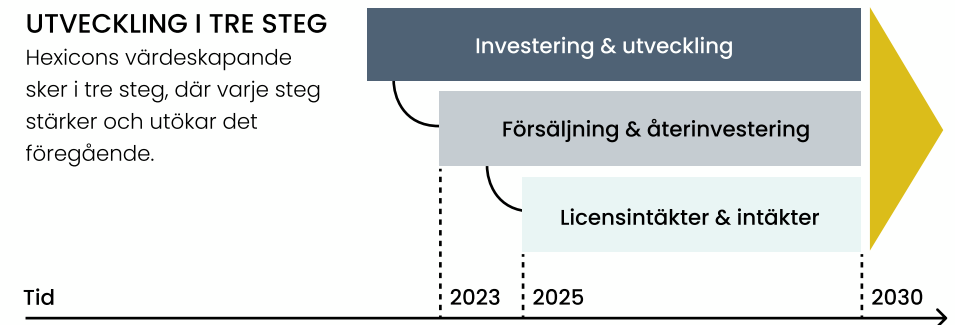 UTVECKLING I TRE STEG
Hexicons värdeskapande
sker i tre steg, där varje steg
stärker och utökar det
föregående.
Investering & utveckling
Försäljning & återinvestering
Licensintäkter & intäkter
Tid
2023
2025
2030